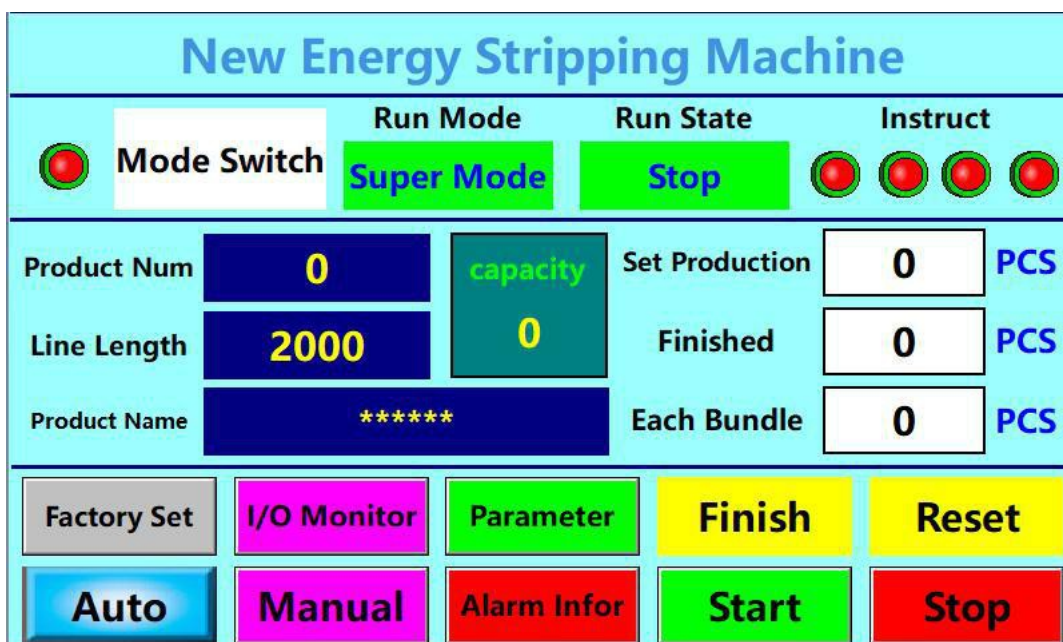 New Energy Stripping Machine
Run Mode Run State Instruct
Mode Switch Super Mode Stop
Product Num 0 capacity 0 Set Production 0 PCS
Line Length 2000 Finished 0 PCS
Product Name ****** Each Bundle 0 PCS
Factory Set I/O Monitor Parameter Finish Reset
Auto Manual Alarm Infor Start Stop